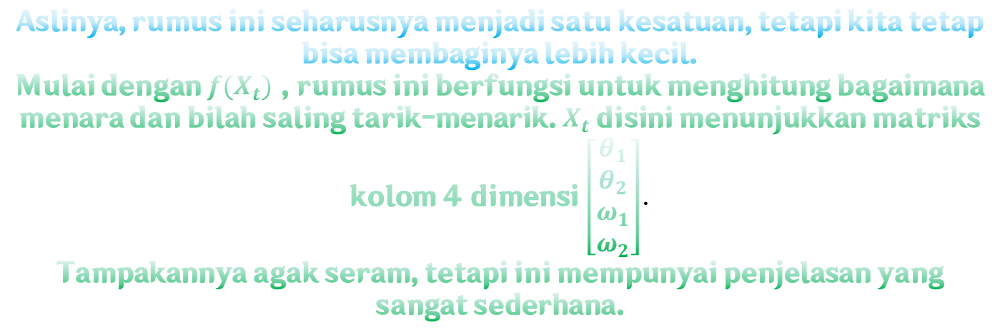 Aslinya, rumus ini seharusnya menjadi satu kesatuan, tetapi kita tetap
bisa membaginya lebih kecil.
Mulai dengan f(Xₜ) , rumus ini berfungsi untuk menghitung bagaimana
menara dan bilah saling tarik-menarik. Xₜ disini menunjukkan matriks
θ₁
θ₂
kolom 4 dimensi [ ].
ω₁
ω₂
Tampakannya agak seram, tetapi ini mempunyai penjelasan yang
sangat sederhana.